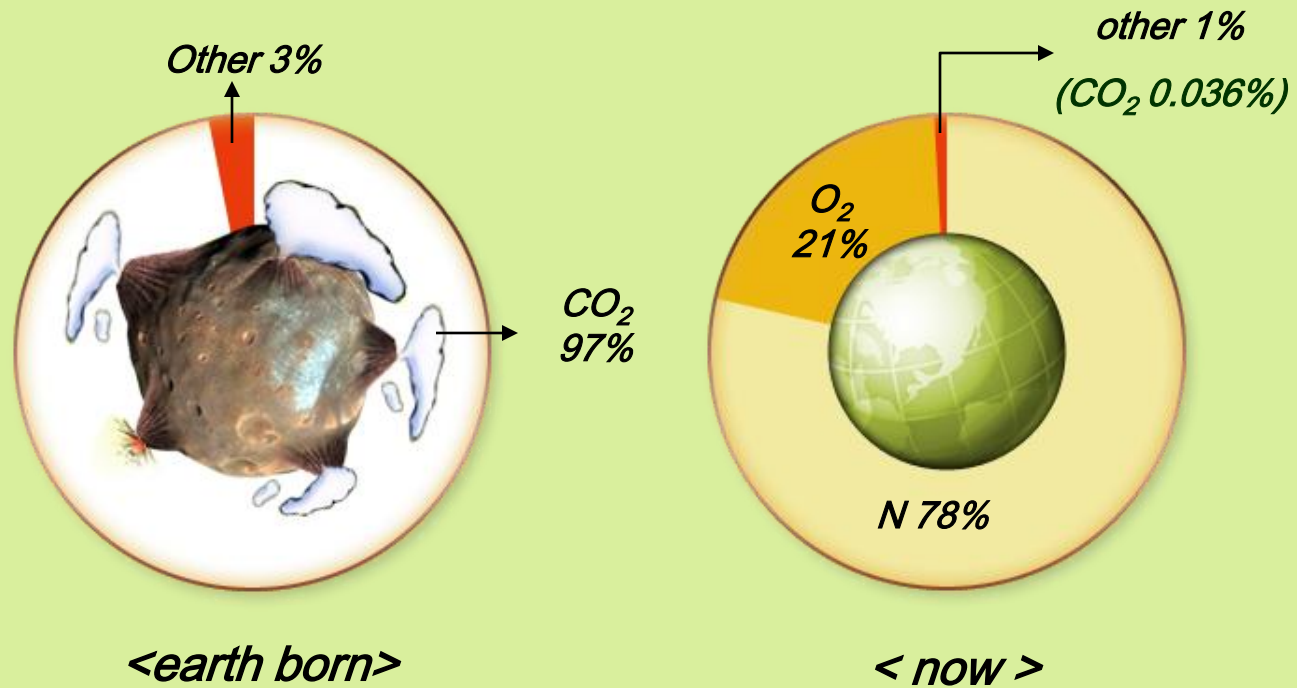 Other 3%
CO₂
97%
<earth born>
other 1%
(CO₂ 0.036%)
O₂
21%
N 78%
< now >